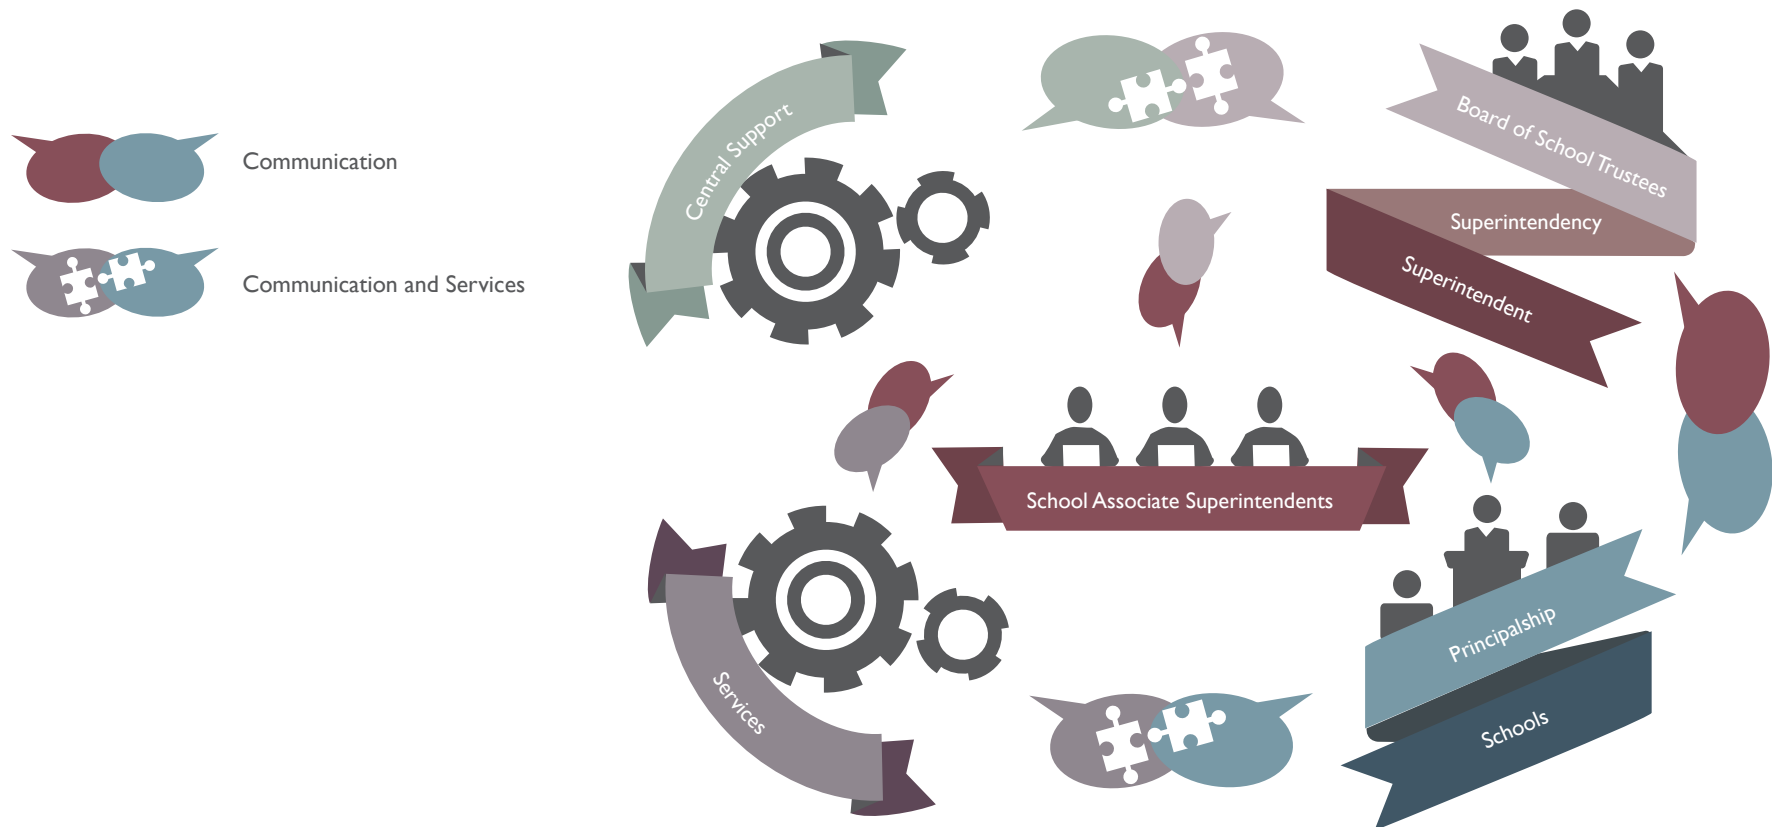 Communication
Communication and Services
Central Support
Board of School Trustees
Superintendency
Superintendent
School Associate Superintendents
Services
Principalship
Schools